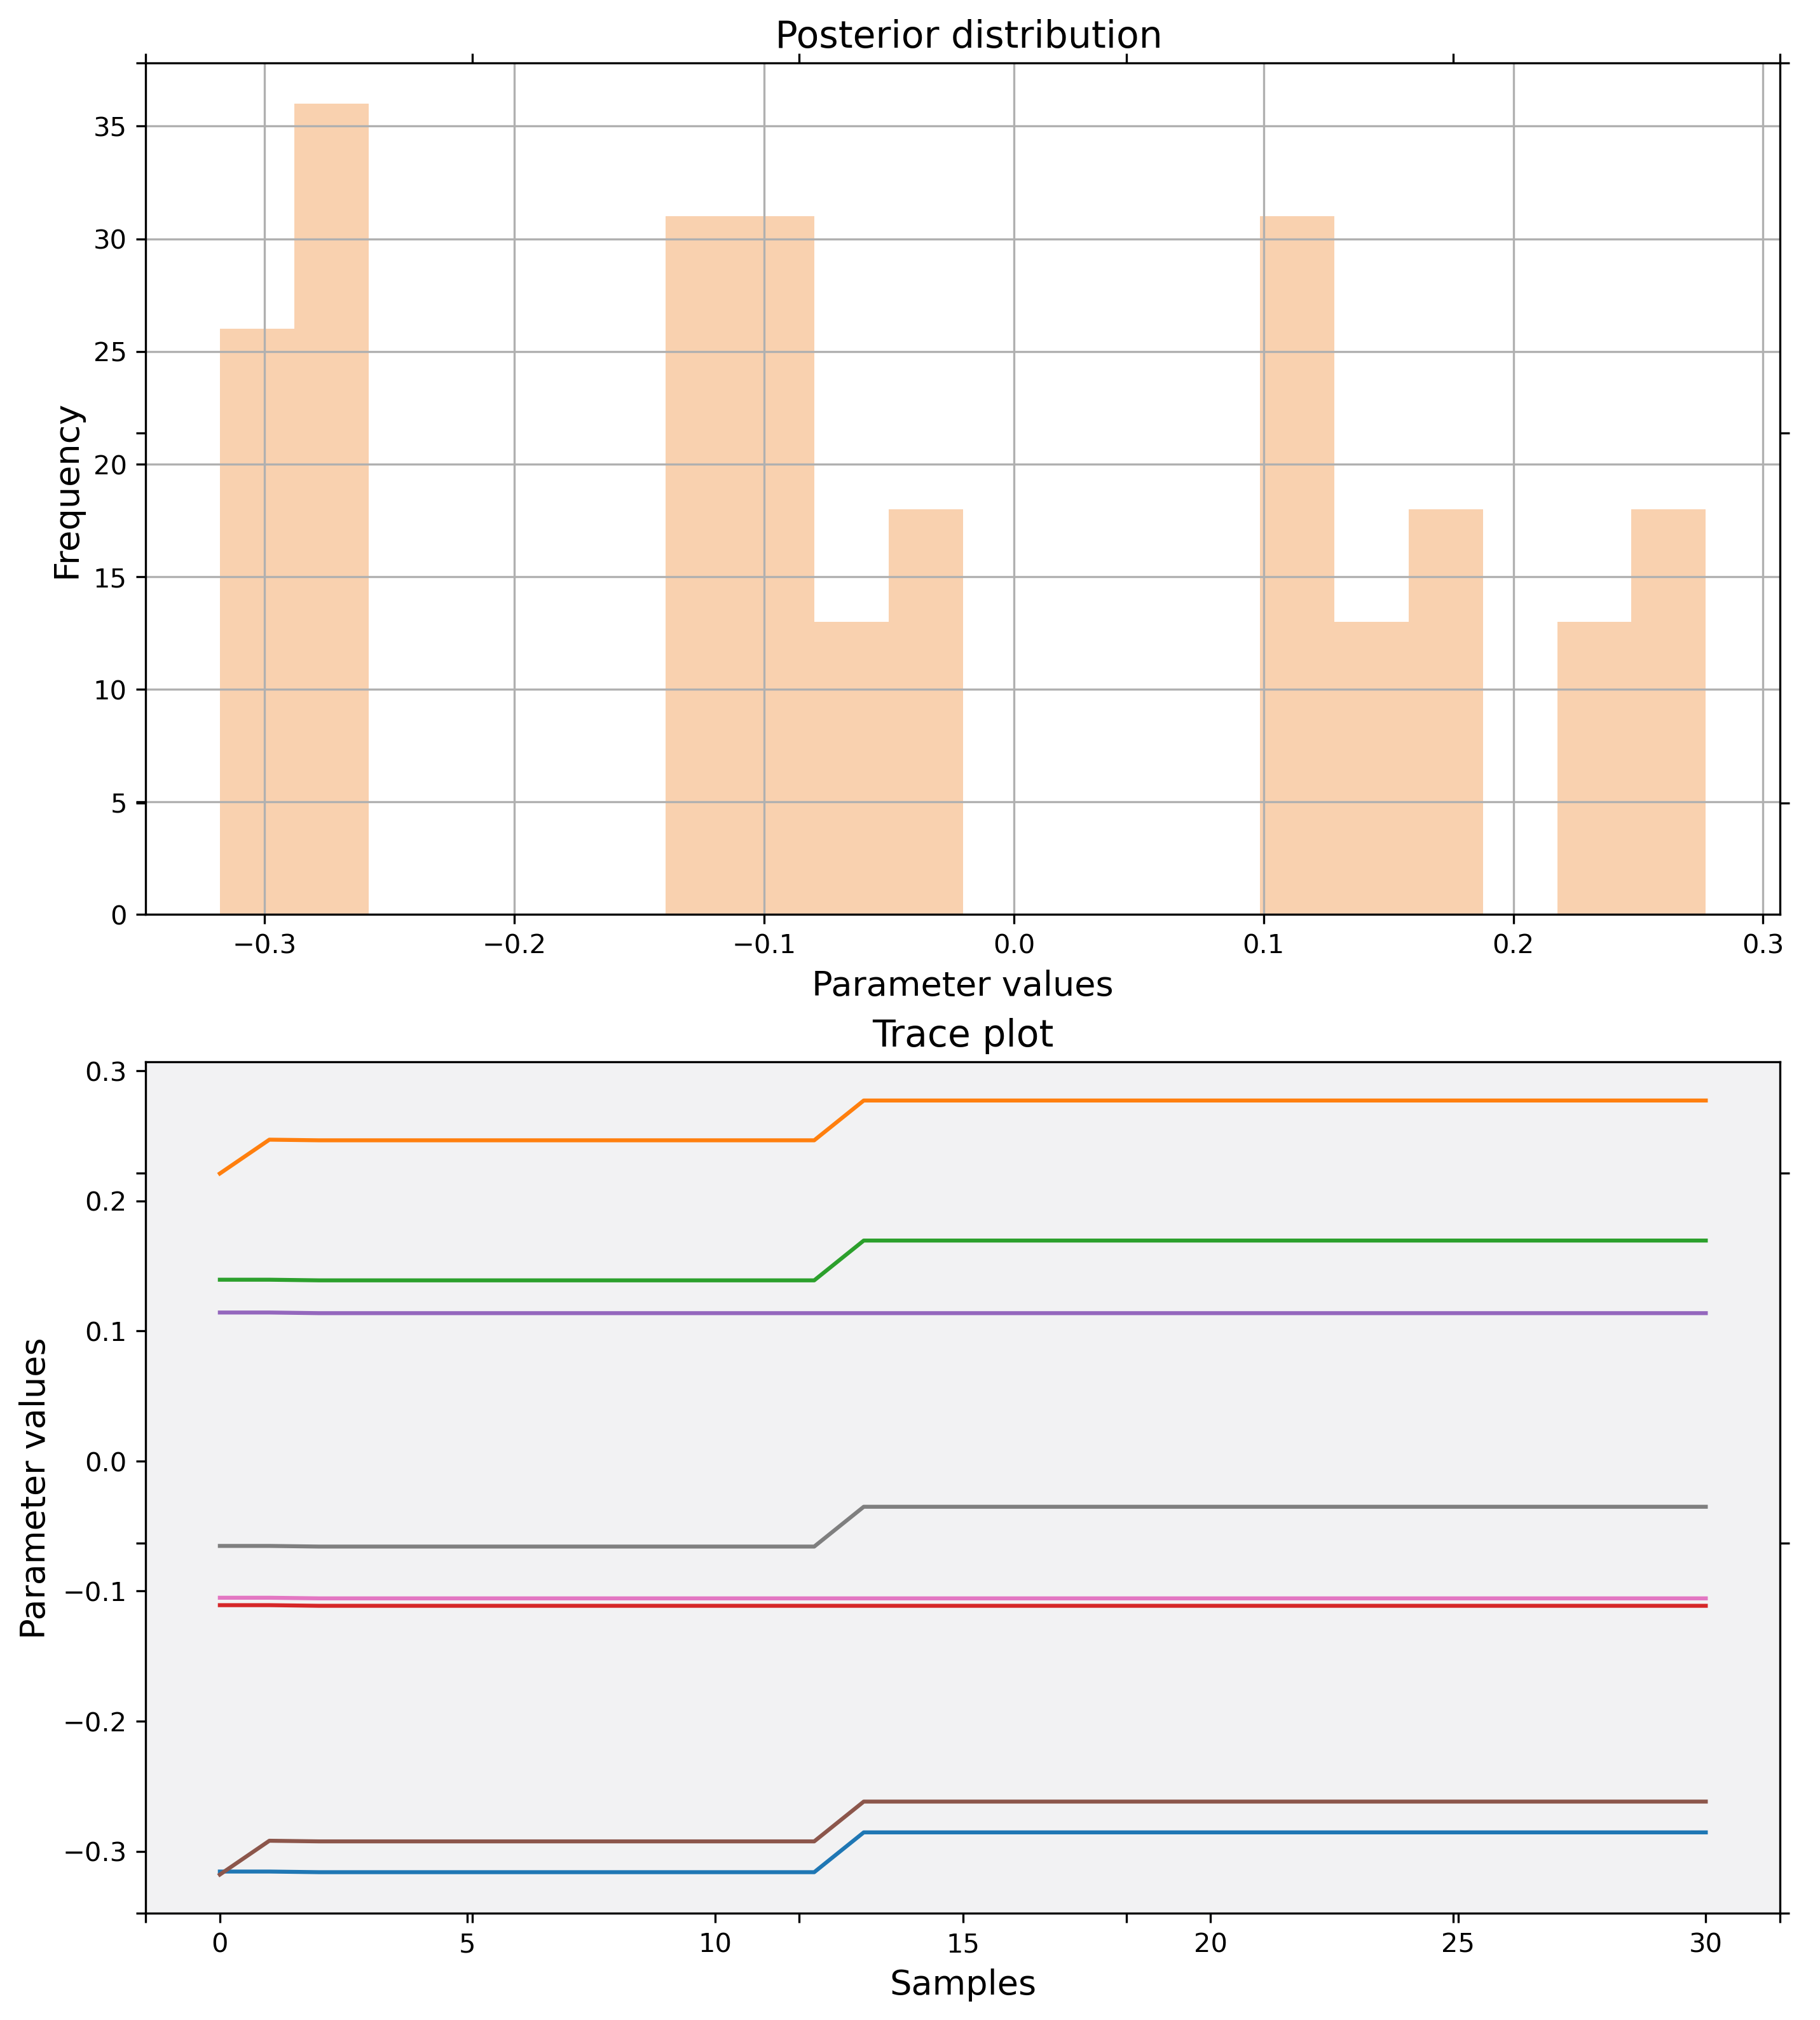 Posterior distribution
35
30
25
20
15
10
5
0
Frequency
−0.3 −0.2 −0.1 0.0 0.1 0.2 0.3
Parameter values
Trace plot
0.3
0.2
0.1
0.0
−0.1
−0.2
−0.3
Parameter values
0 5 10 15 20 25 30
Samples